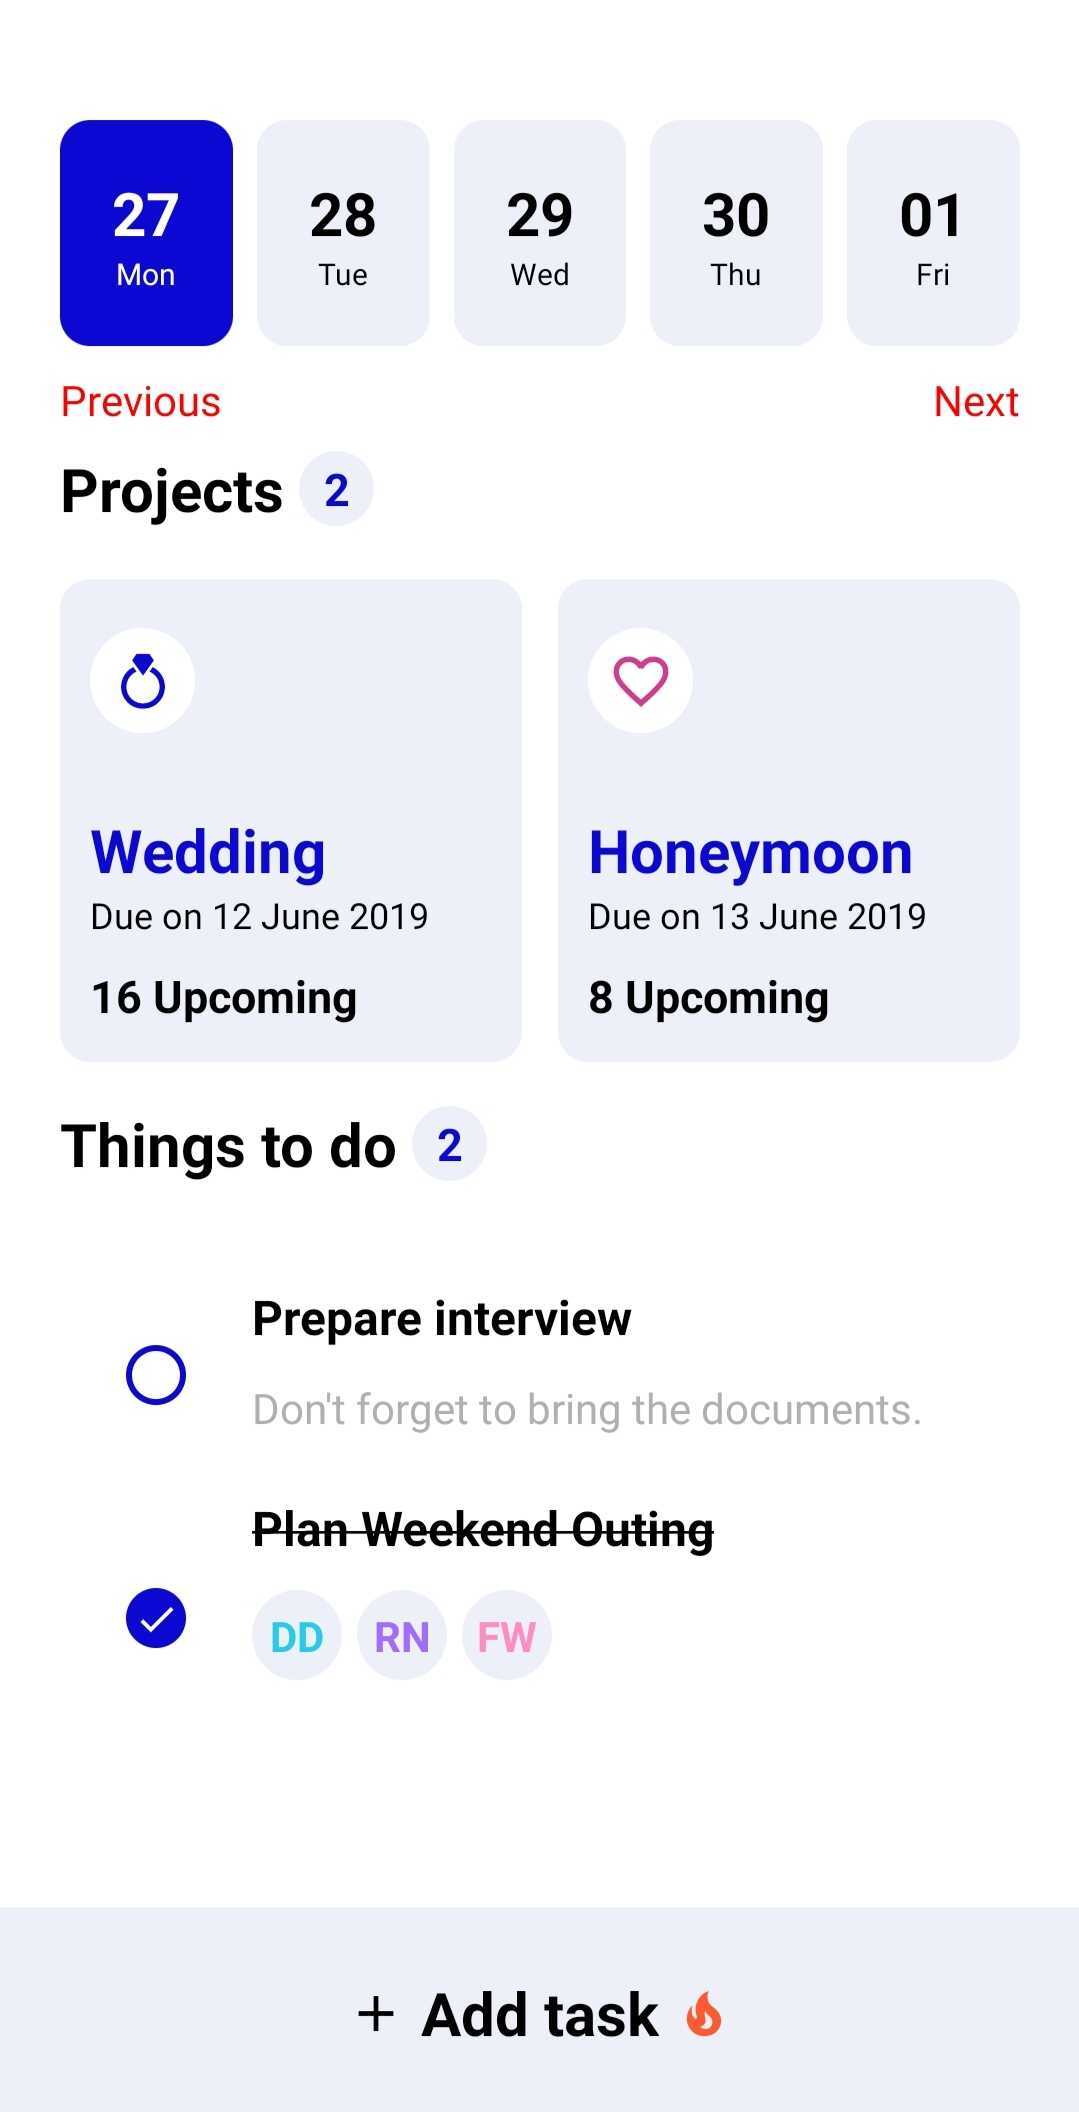 27 28 29 30 01
Mon Tue Wed Thu Fri
Previous Next
Projects 2
Wedding
Due on 12 June 2019
16 Upcoming
Honeymoon
Due on 13 June 2019
8 Upcoming
Things to do 2
Prepare interview
Don't forget to bring the documents.
Plan Weekend Outing
DD RN FW
+ Add task